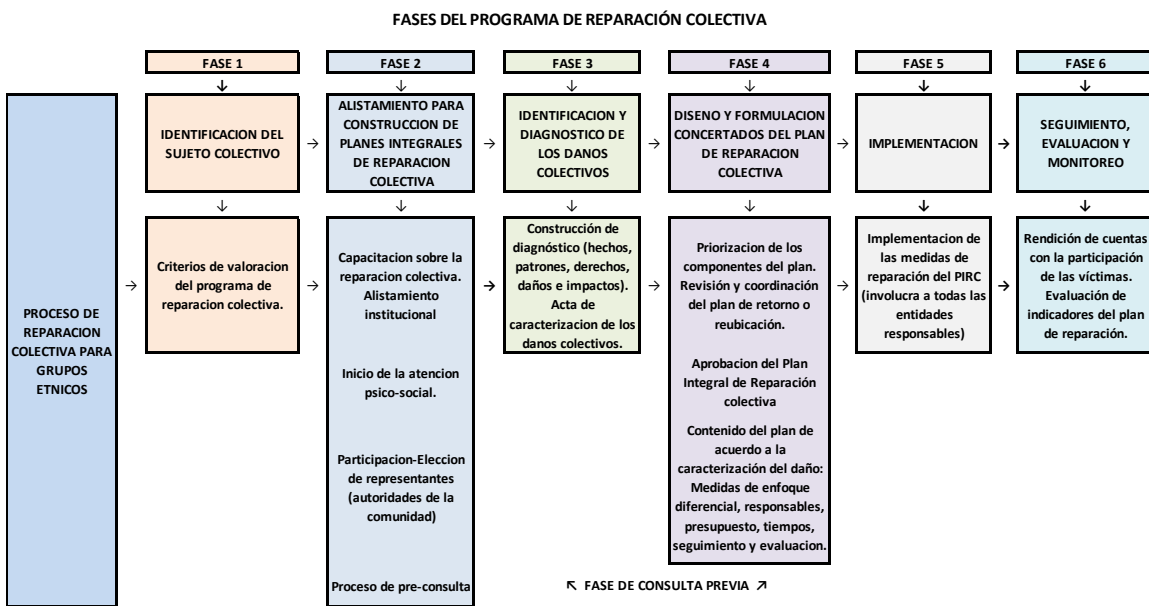 FASES DEL PROGRAMA DE REPARACIÓN COLECTIVA
FASE 1
FASE 2
FASE 3
FASE 4
FASE 5
FASE 6
IDENTIFICACION DEL
SUJETO COLECTIVO
ALISTAMIENTO PARA
CONSTRUCCION DE
PLANES INTEGRALES
DE REPARACION
COLECTIVA
IDENTIFICACION Y
DIAGNOSTICO DE
LOS DANOS
COLECTIVOS
DISENO Y FORMULACION
CONCERTADOS DEL PLAN
DE REPARACION
COLECTIVA
IMPLEMENTACION
SEGUIMIENTO,
EVALUACION Y
MONITOREO
PROCESO DE
REPARACION
COLECTIVA PARA
GRUPOS
ETNICOS
Criterios de valoracion
del programa de
reparacion colectiva.
Capacitacion sobre la
reparacion colectiva.
Alistamiento
institucional
Inicio de la atencion
psico-social.
Participacion-Eleccion
de representantes
(autoridades de la
comunidad)
Proceso de pre-consulta
Construcción de
diagnóstico (hechos,
patrones, derechos,
daños e impactos).
Acta de
caracterizacion de los
danos colectivos.
Priorizacion de los
componentes del plan.
Revisión y coordinación
del plan de retorno o
reubicación.
Aprobacion del Plan
Integral de Reparación
colectiva
Contenido del plan de
acuerdo a la
caracterización del daño:
Medidas de enfoque
diferencial, responsables,
presupuesto, tiempos,
seguimiento y evaluacion.
Implementacion de
las medidas de
reparación del PIRC
(involucra a todas las
entidades
responsables)
Rendición de cuentas
con la participación
de las víctimas.
Evaluación de
indicadores del plan
de reparación.
FASE DE CONSULTA PREVIA